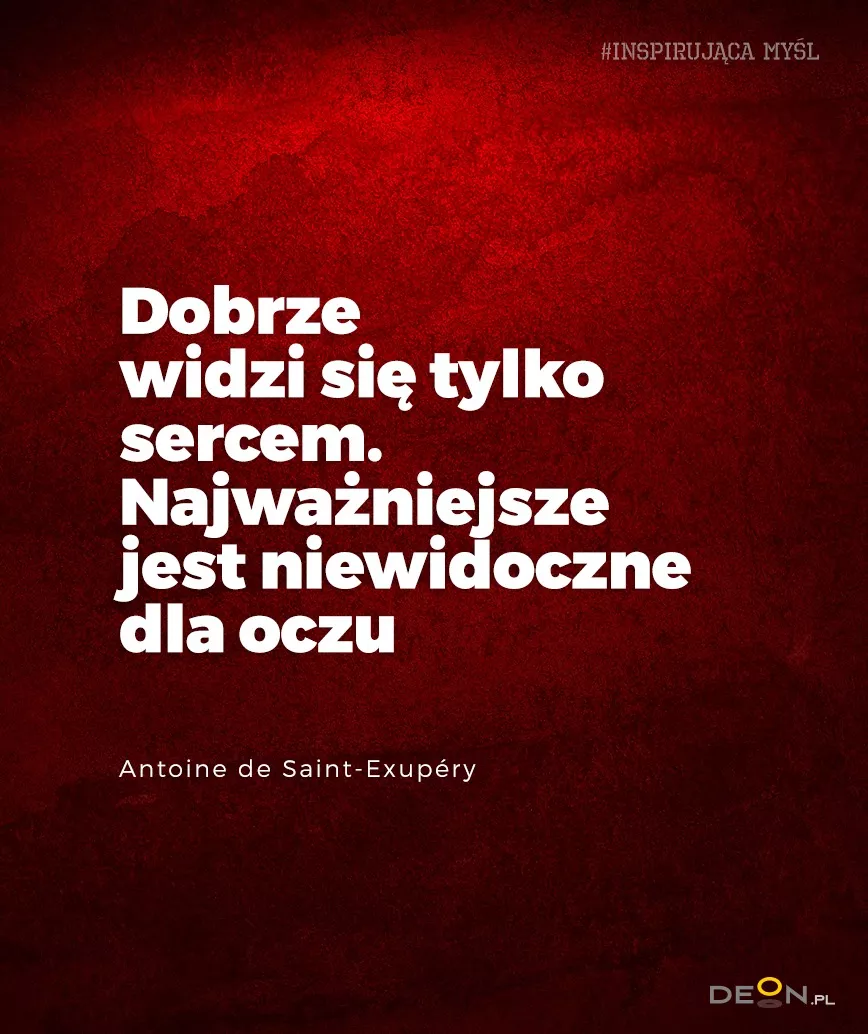 #INSPIRUJĄCA MYŚL
Dobrze
widzi się tylko
sercem.
Najważniejsze
jest niewidoczne
dla oczu
Antoine de Saint-Exupéry
DEON.PL